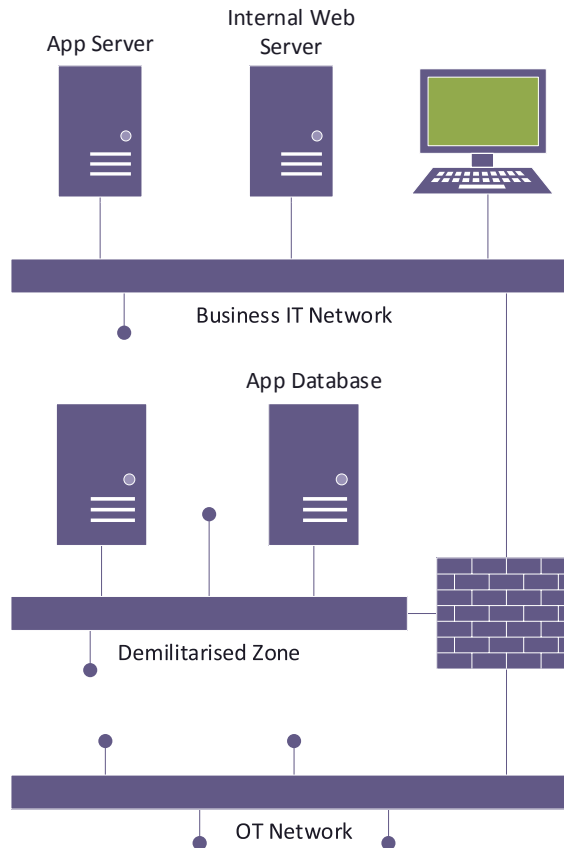 App Server
Internal Web
Server
Business IT Network
App Database
Demilitarised Zone
OT Network